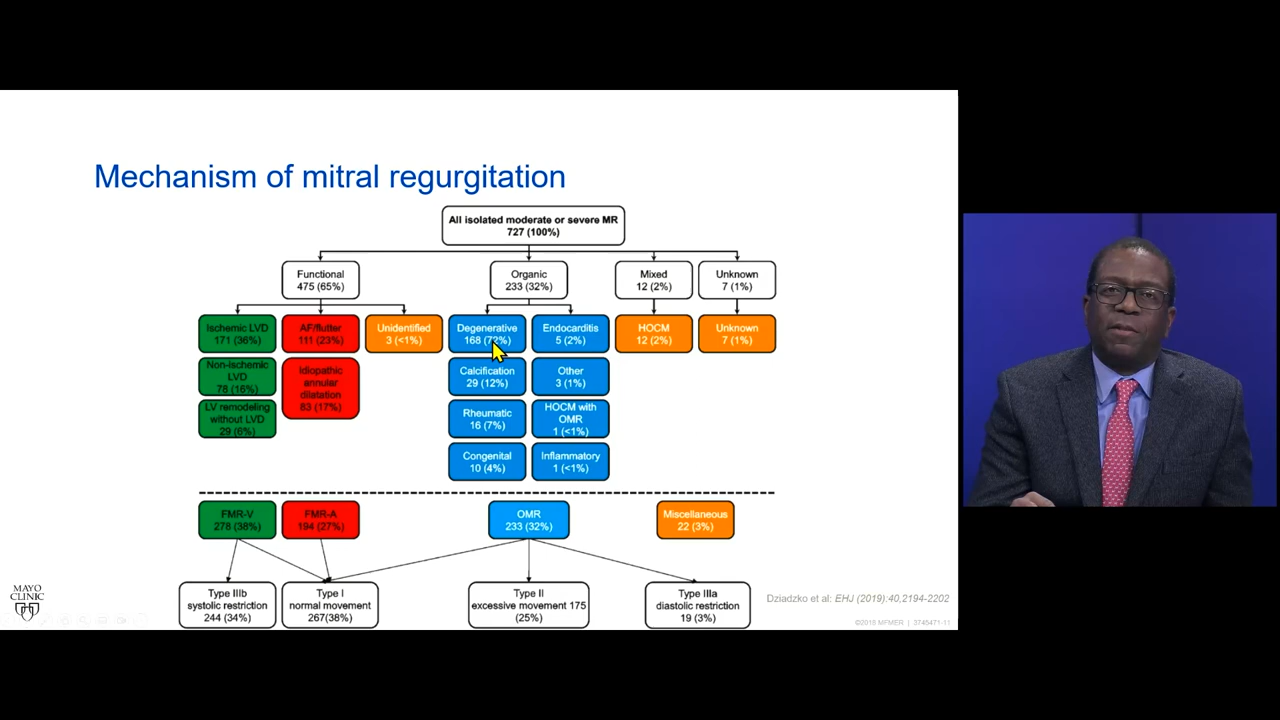 Mechanism of mitral regurgitation
All isolated moderate or severe MR
727 (100%)
Functional
475 (65%)
Organic
233 (32%)
Mixed
12 (2%)
Unknown
7 (1%)
Ischemic LVD
171 (36%)
AF/flutter
111 (23%)
Unidentified
3 (<1%)
Degenerative
168 (72%)
Endocarditis
5 (2%)
HOCM
12 (2%)
Unknown
7 (1%)
Non-Ischemic
LVD
78 (16%)
Idiopathic
annular
dilatation
83 (17%)
Calcification
29 (12%)
Other
3 (1%)
LV remodeling
without LVD
29 (6%)
Rheumatic
16 (7%)
HOCM with
OMR
1 (<1%)
Congenital
10 (4%)
Inflammatory
1 (<1%)
FMR-V
278 (38%)
FMR-A
194 (27%)
OMR
233 (32%)
Miscellaneous
22 (3%)
Type IIIb
systolic restriction
244 (34%)
Type I
normal movement
267(38%)
Type II
excessive movement 175
(25%)
Type IIIa
diastolic restriction
19 (3%)
MAYO
CLINIC
Dziadzko et al: EHJ (2019):40,2194-2202
©2018 MFMER | 3745471-11